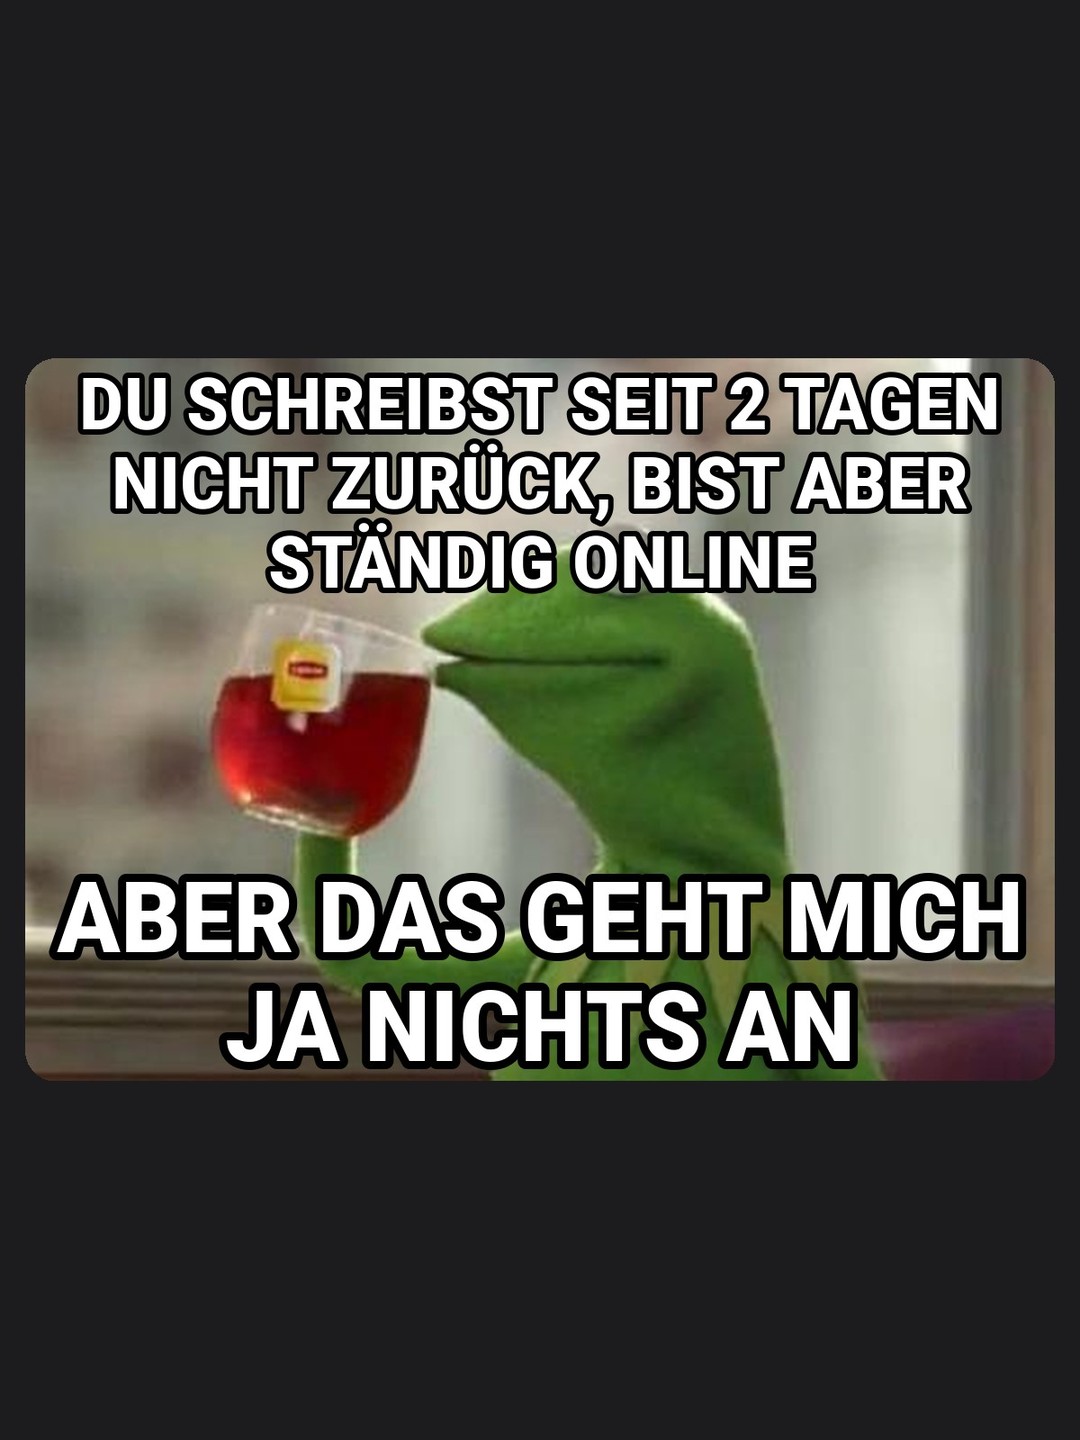 DU SCHREIBST SEIT 2 TAGEN
NICHT ZURÜCK, BIST ABER
STÄNDIG ONLINE
ABER DAS GEHT MICH
JA NICHTS AN